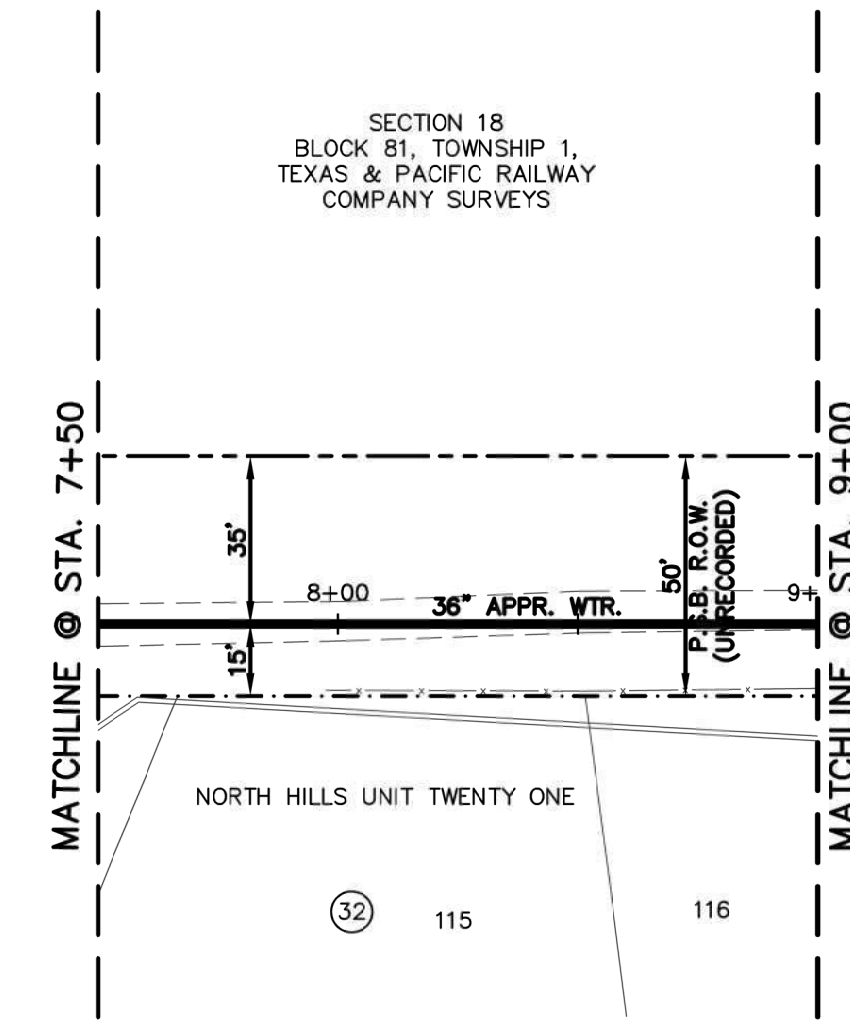 SECTION 18
BLOCK 81, TOWNSHIP 1,
TEXAS & PACIFIC RAILWAY
COMPANY SURVEYS
MATCHLINE @ STA. 7+50
MATCHLINE @ STA. 9+00
35'
50'
P.S.B. R.O.W.
(UNRECORDED)
8+00
36" APPR. WTR.
9+
15'
NORTH HILLS UNIT TWENTY ONE
32
115
116